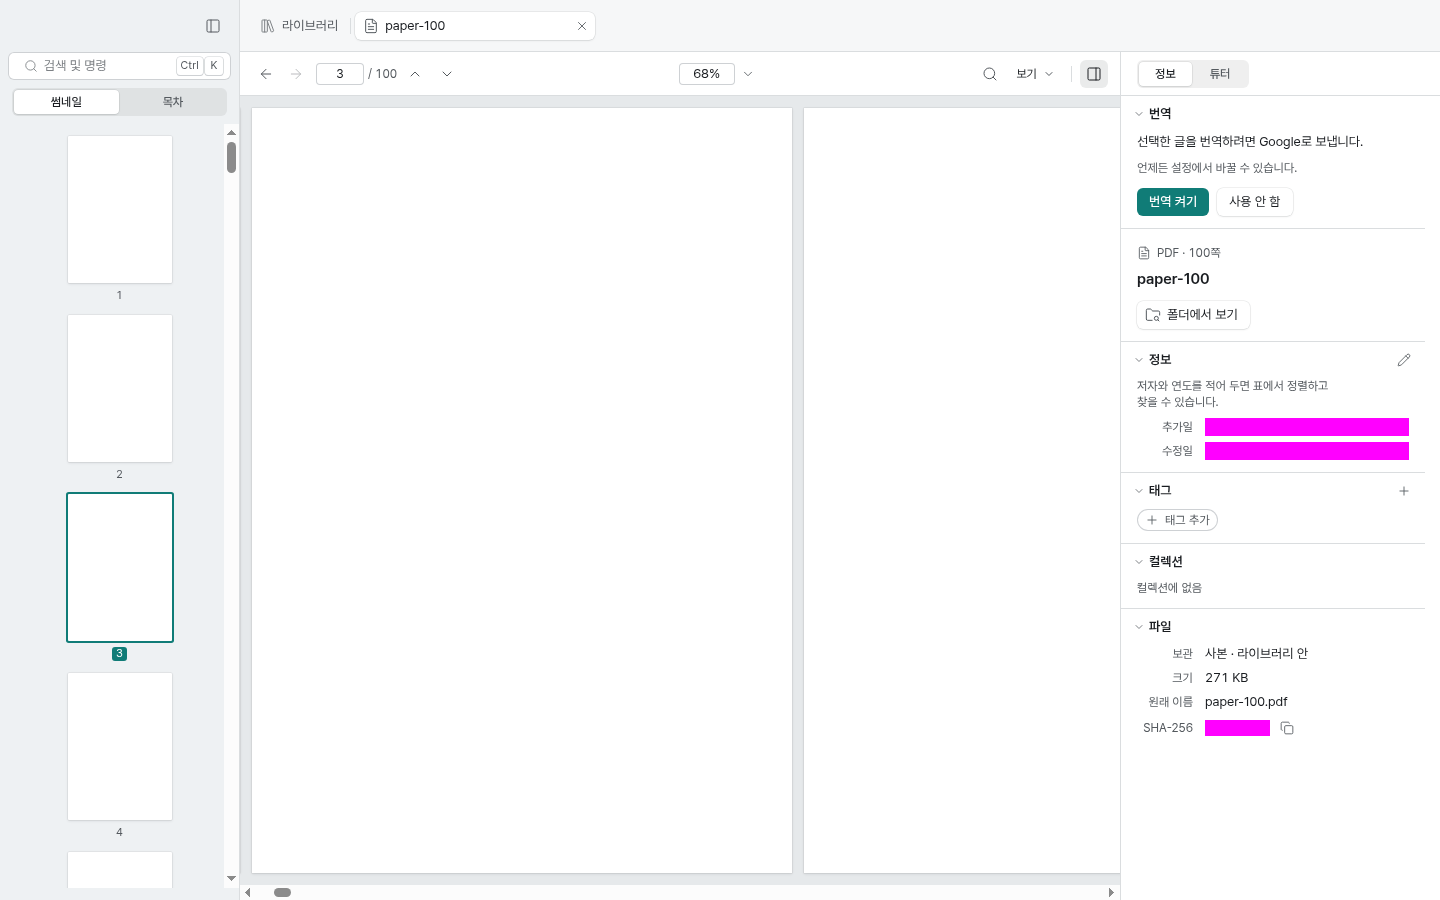 라이브러리
paper-100
검색 및 명령
Ctrl K
썸네일
목차
1
2
3
4
3 / 100
68%
보기
정보
튜터
번역
선택한 글을 번역하려면 Google로 보냅니다.
언제든 설정에서 바꿀 수 있습니다.
번역 켜기
사용 안 함
PDF · 100쪽
paper-100
폴더에서 보기
정보
저자와 연도를 적어 두면 표에서 정렬하고
찾을 수 있습니다.
추가일
수정일
태그
태그 추가
컬렉션
컬렉션에 없음
파일
보관 사본 · 라이브러리 안
크기 271 KB
원래 이름 paper-100.pdf
SHA-256